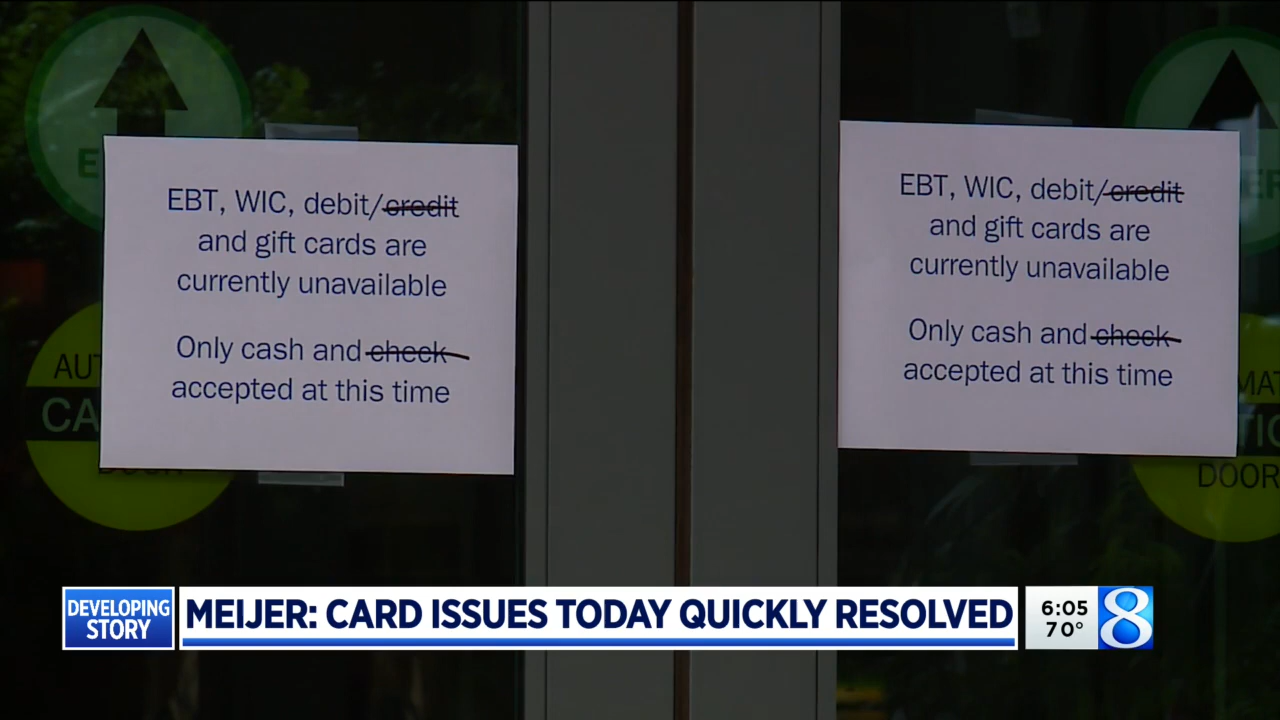 EBT, WIC, debit/credit
and gift cards are
currently unavailable
Only cash and check
accepted at this time
EBT, WIC, debit/credit
and gift cards are
currently unavailable
Only cash and check
accepted at this time
DOOR
DEVELOPING
STORY
MEIJER: CARD ISSUES TODAY QUICKLY RESOLVED
6:05
70°
8